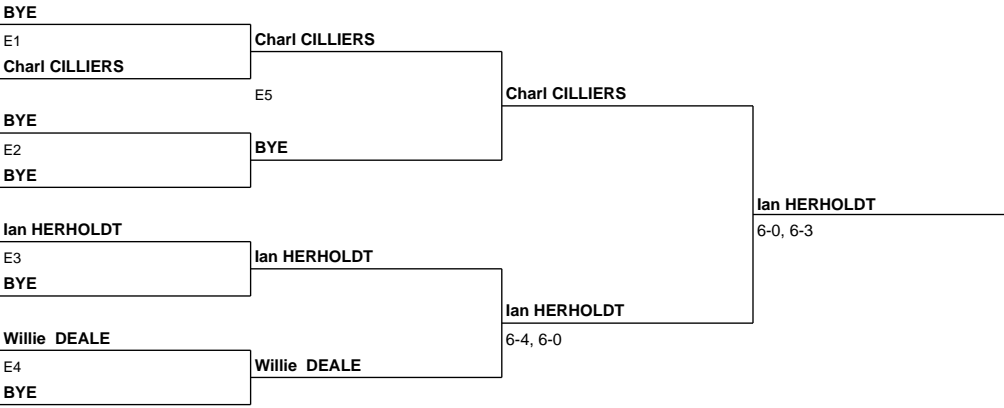 BYE
E1
Charl CILLIERS
BYE
E2
BYE
Ian HERHOLDT
E3
BYE
Willie  DEALE
E4
BYE
Charl CILLIERS
E5
BYE
Ian HERHOLDT
Willie  DEALE
Charl CILLIERS
Ian HERHOLDT
6-4, 6-0
Ian HERHOLDT
6-0, 6-3